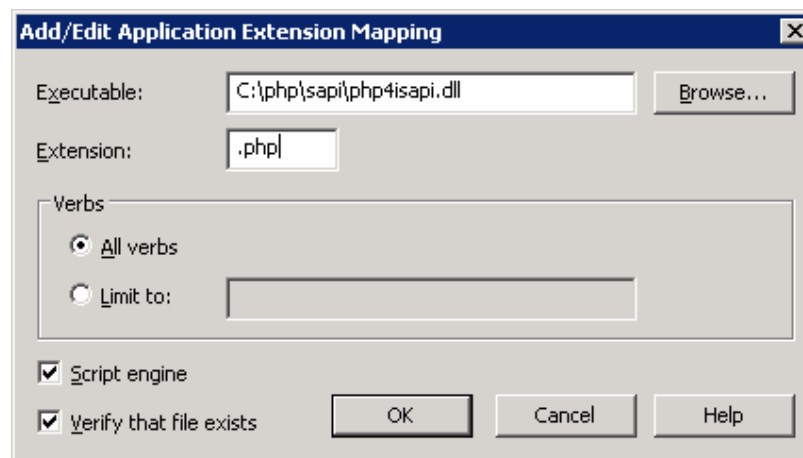 Add/Edit Application Extension Mapping
Executable: C:\php\sapi\php4isapi.dll Browse...
Extension: .php
Verbs
All verbs
Limit to:
Script engine
Verify that file exists OK Cancel Help